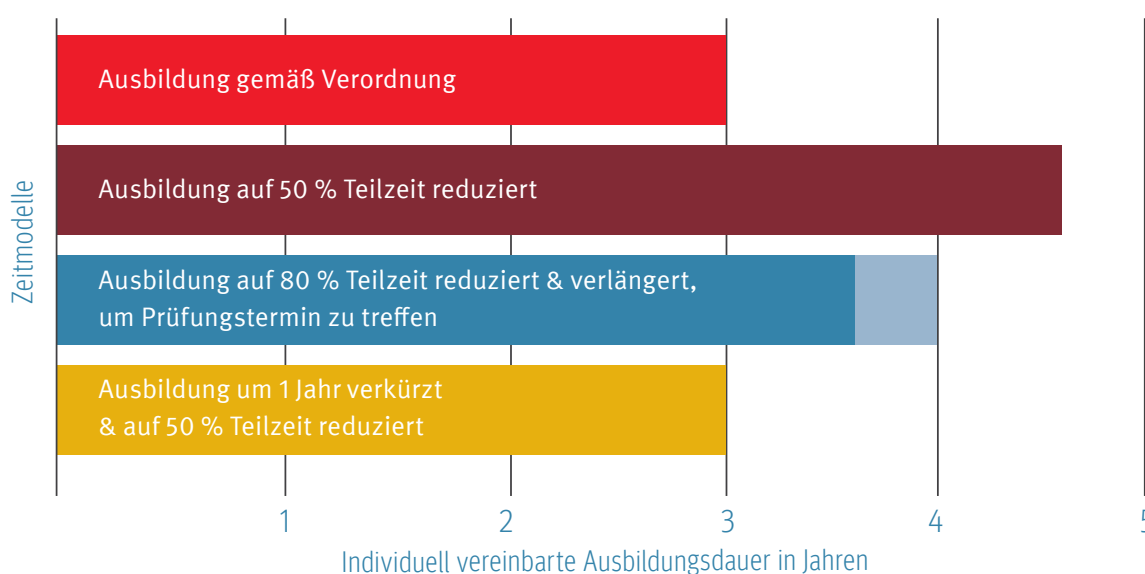 Ausbildung gemäß Verordnung
Ausbildung auf 50 % Teilzeit reduziert
Ausbildung auf 80 % Teilzeit reduziert & verlängert,
um Prüfungstermin zu treffen
Ausbildung um 1 Jahr verkürzt
& auf 50 % Teilzeit reduziert
Zeitmodelle
1 2 3 4 5
Individuell vereinbarte Ausbildungsdauer in Jahren